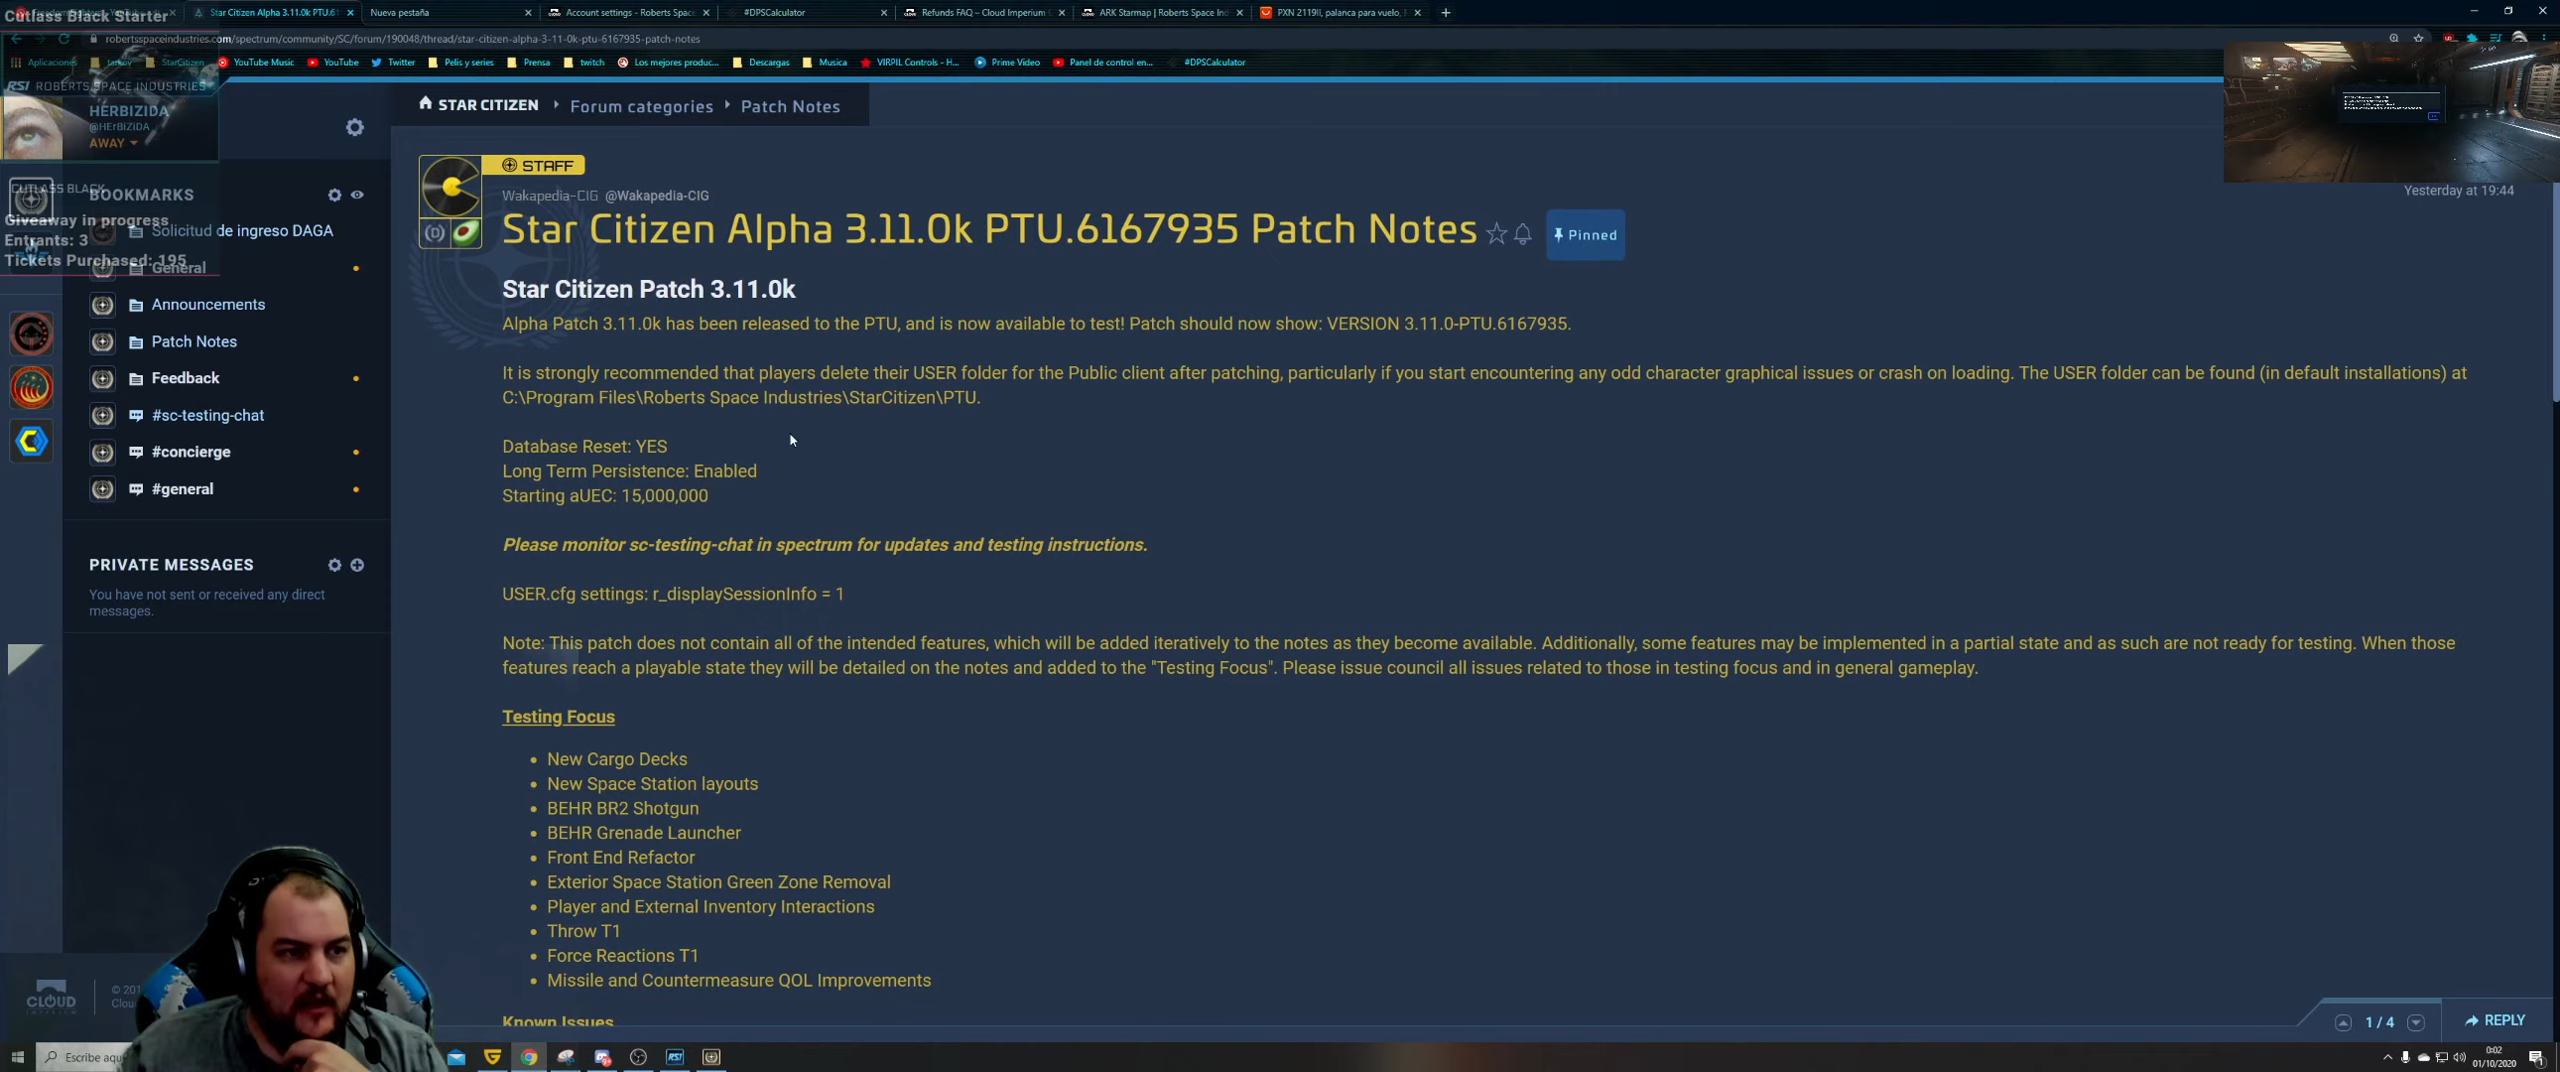 Cutlass Black Starter
Star Citizen Alpha 3.11.0k PTU.61
Nueva pestaña
Account settings - Roberts Space
#DPSCalculator
Refunds FAQ – Cloud Imperium
ARK Starmap | Roberts Space Ind
PXN 2119II, palanca para vuelo,
robertsspaceindustries.com/spectrum/community/SC/forum/190048/thread/star-citizen-alpha-3-11-0k-ptu-6167935-patch-notes
Aplicaciones
tarkov
StarCitizen
YouTube Music
YouTube
Twitter
Pelis y series
Prensa
twitch
Los mejores produc...
Descargas
Musica
VIRPIL Controls - H...
Prime Video
Panel de control en...
#DPSCalculator
RSI ROBERTS SPACE INDUSTRIES
HERBIZIDA
@HErBIZiDA
AWAY
STAR CITIZEN
Forum categories
Patch Notes
CUTLASS BLACK
BOOKMARKS
Giveaway in progress
Entrants: 3
Tickets Purchased: 195
Solicitud de ingreso DAGA
General
Announcements
Patch Notes
Feedback
#sc-testing-chat
#concierge
#general
PRIVATE MESSAGES
You have not sent or received any direct
messages.
STAFF
Wakapedia-CIG @Wakapedia-CIG
Yesterday at 19:44
Star Citizen Alpha 3.11.0k PTU.6167935 Patch Notes
Pinned
Star Citizen Patch 3.11.0k
Alpha Patch 3.11.0k has been released to the PTU, and is now available to test! Patch should now show: VERSION 3.11.0-PTU.6167935.
It is strongly recommended that players delete their USER folder for the Public client after patching, particularly if you start encountering any odd character graphical issues or crash on loading. The USER folder can be found (in default installations) at
C:\Program Files\Roberts Space Industries\StarCitizen\PTU.
Database Reset: YES
Long Term Persistence: Enabled
Starting aUEC: 15,000,000
Please monitor sc-testing-chat in spectrum for updates and testing instructions.
USER.cfg settings: r_displaySessionInfo = 1
Note: This patch does not contain all of the intended features, which will be added iteratively to the notes as they become available. Additionally, some features may be implemented in a partial state and as such are not ready for testing. When those
features reach a playable state they will be detailed on the notes and added to the "Testing Focus". Please issue council all issues related to those in testing focus and in general gameplay.
Testing Focus
• New Cargo Decks
• New Space Station layouts
• BEHR BR2 Shotgun
• BEHR Grenade Launcher
• Front End Refactor
• Exterior Space Station Green Zone Removal
• Player and External Inventory Interactions
• Throw T1
• Force Reactions T1
• Missile and Countermeasure QOL Improvements
Known Issues
1 / 4
REPLY
CLOUD
IMPERIUM
© 201
Cloud
Escribe aqu
RSI
0:02
01/10/2020